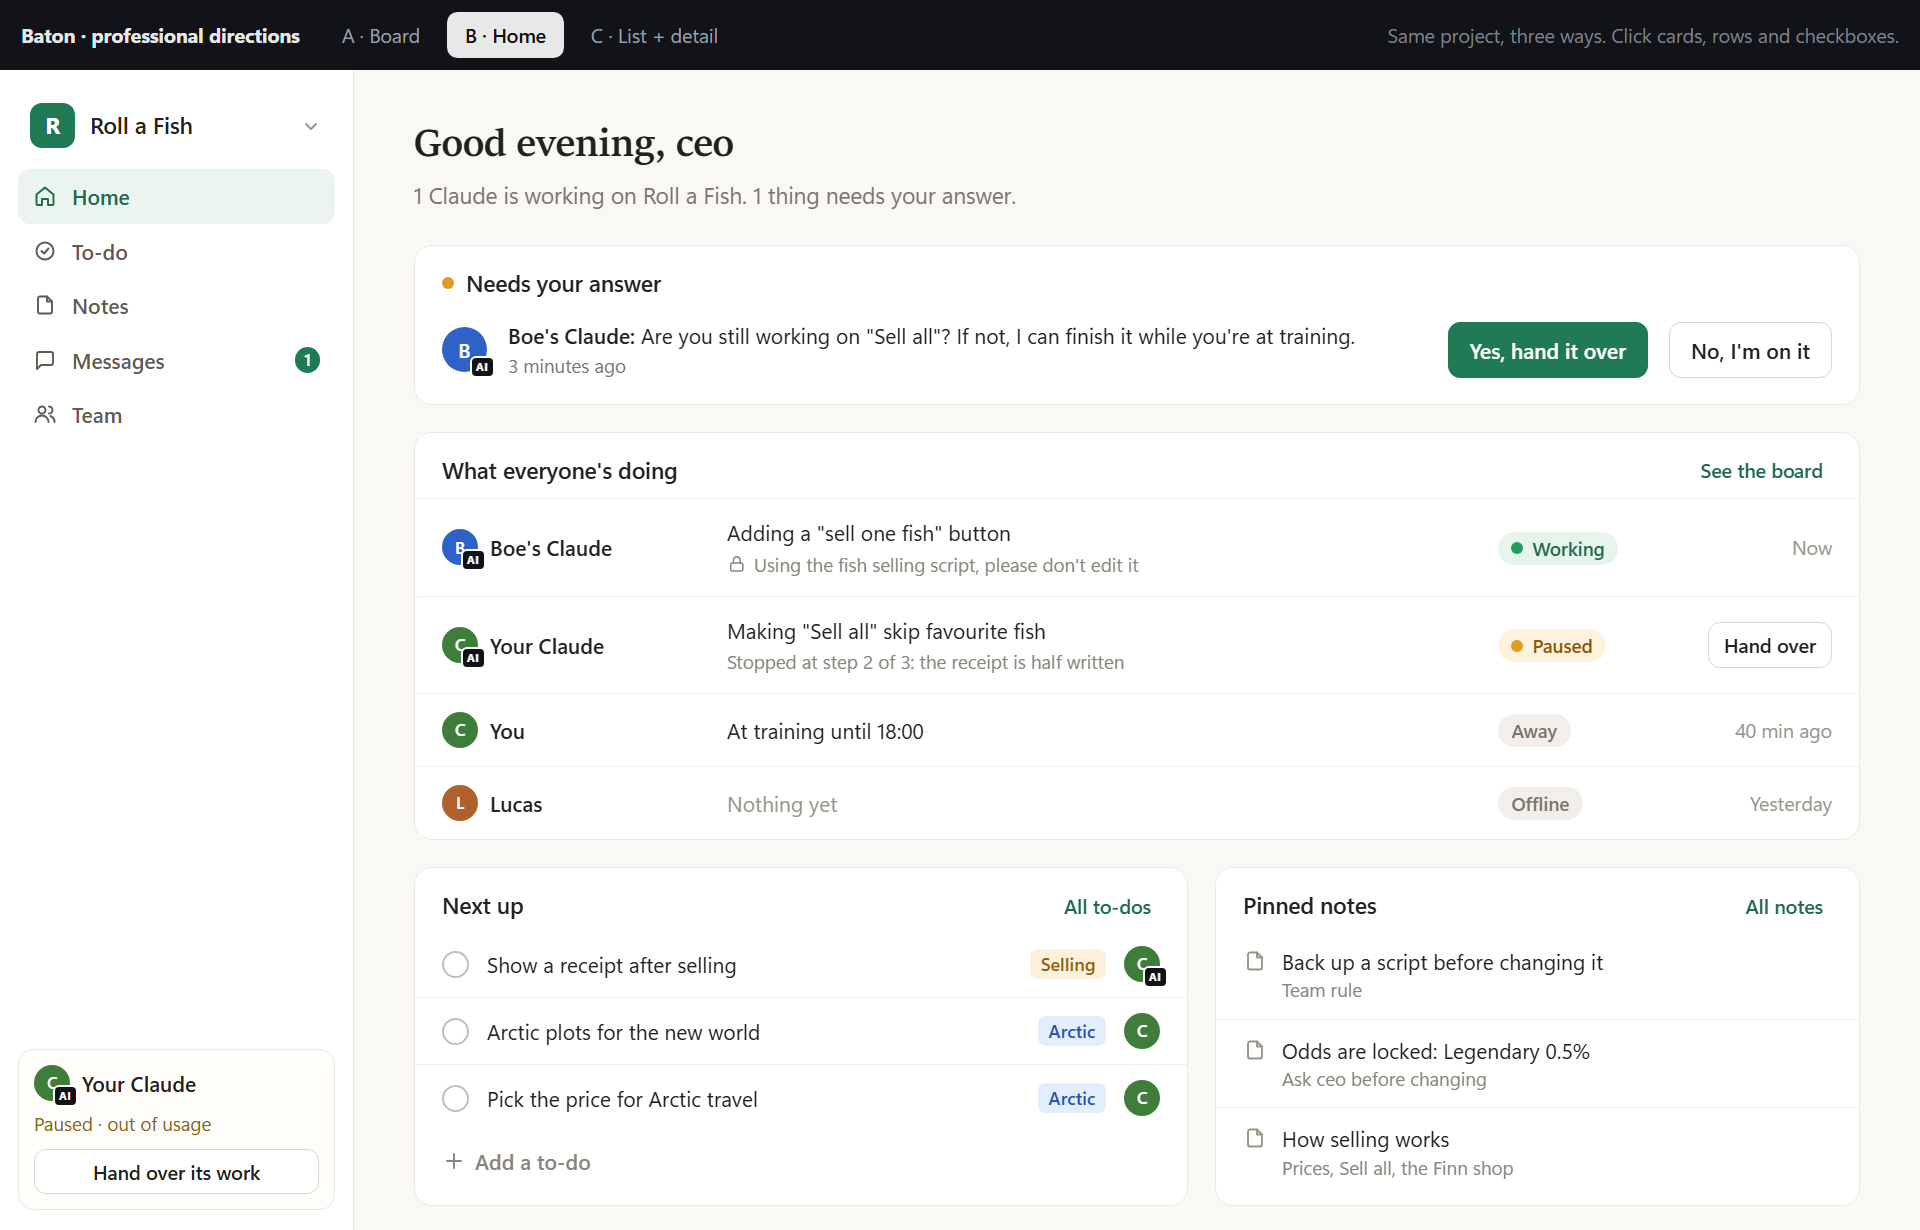 Baton · professional directions
A · Board
B · Home
C · List + detail
Same project, three ways. Click cards, rows and checkboxes.
R
Roll a Fish
Home
To-do
Notes
Messages
1
Team
C
AI
Your Claude
Paused · out of usage
Hand over its work
Good evening, ceo
1 Claude is working on Roll a Fish. 1 thing needs your answer.
Needs your answer
B
AI
Boe's Claude: Are you still working on "Sell all"? If not, I can finish it while you're at training.
3 minutes ago
Yes, hand it over
No, I'm on it
What everyone's doing
See the board
B
AI
Boe's Claude
Adding a "sell one fish" button
Using the fish selling script, please don't edit it
Working
Now
C
AI
Your Claude
Making "Sell all" skip favourite fish
Stopped at step 2 of 3: the receipt is half written
Paused
Hand over
C
You
At training until 18:00
Away
40 min ago
L
Lucas
Nothing yet
Offline
Yesterday
Next up
All to-dos
Show a receipt after selling
Selling
C
AI
Arctic plots for the new world
Arctic
C
Pick the price for Arctic travel
Arctic
C
Add a to-do
Pinned notes
All notes
Back up a script before changing it
Team rule
Odds are locked: Legendary 0.5%
Ask ceo before changing
How selling works
Prices, Sell all, the Finn shop